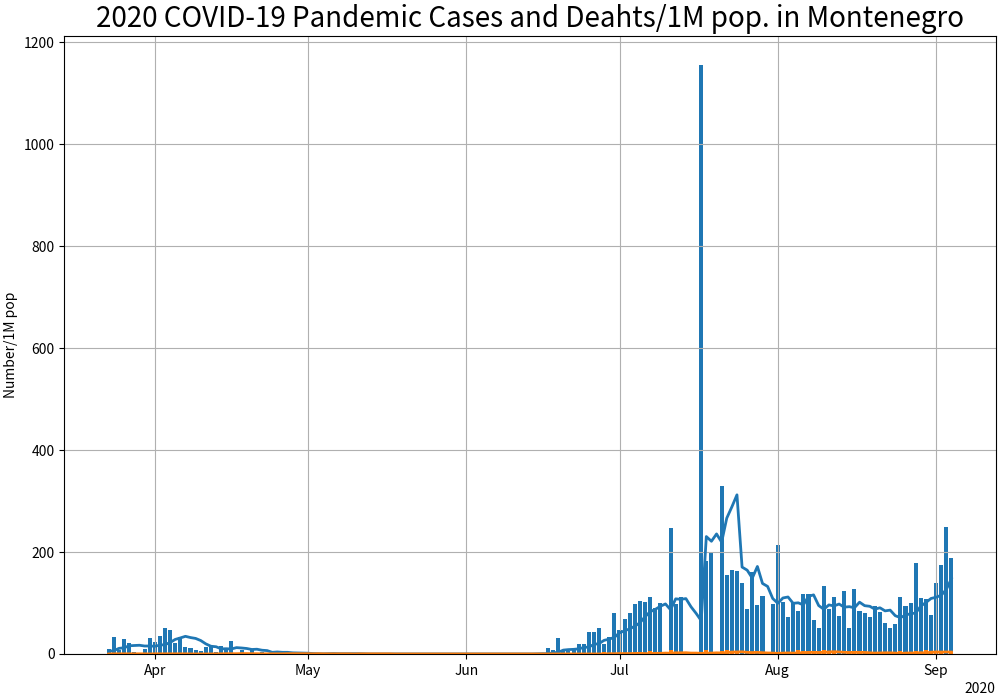 2020 COVID-19 Pandemic Cases and Deahts/1M pop. in Montenegro
1200
1000
800
600
400
200
0
Number/1M pop
Apr May Jun Jul Aug Sep
2020